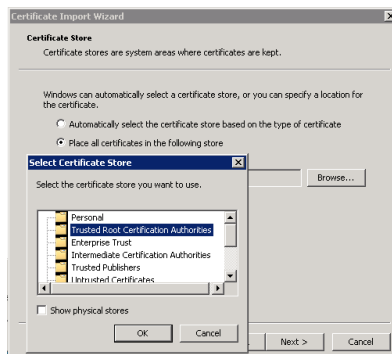 Certificate Import Wizard
Certificate Store
Certificate stores are system areas where certificates are kept.
Windows can automatically select a certificate store, or you can specify a location for
the certificate.
Automatically select the certificate store based on the type of certificate
Place all certificates in the following store
Browse...
Select Certificate Store
Select the certificate store you want to use.
Personal
Trusted Root Certification Authorities
Enterprise Trust
Intermediate Certification Authorities
Trusted Publishers
Untrusted Certificates
Show physical stores
OK
Cancel
Next >
Cancel